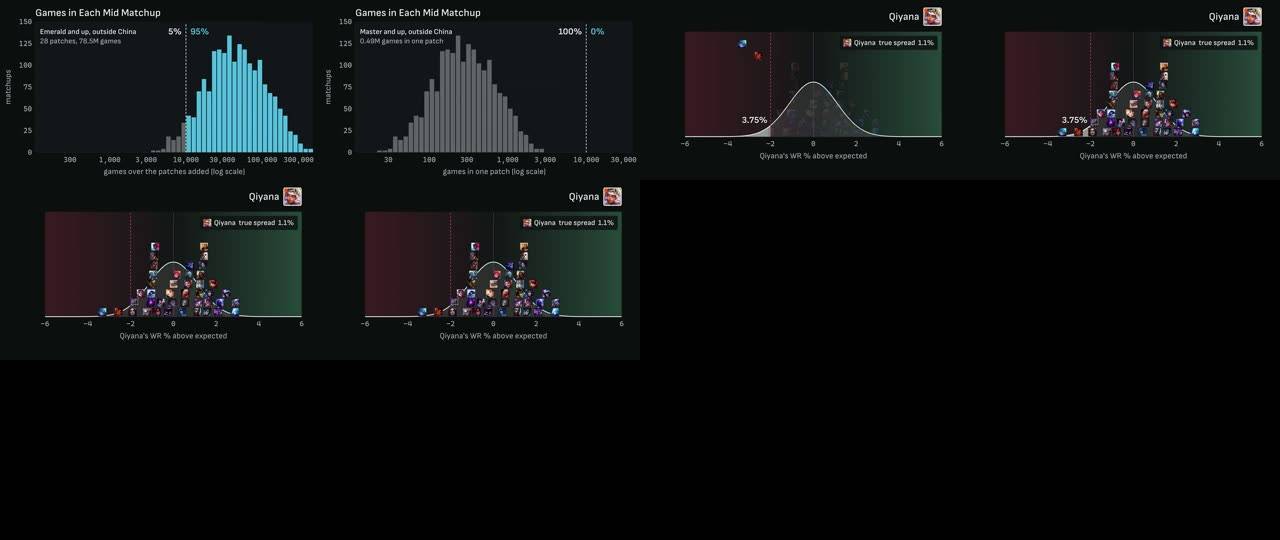 Games in Each Mid Matchup
150
125
100
75
50
25
0
matchups
Emerald and up, outside China
28 patches, 78.5M games
5% 95%
300 1,000 3,000 10,000 30,000 100,000 300,000
games over the patches added (log scale)
Games in Each Mid Matchup
150
125
100
75
50
25
0
matchups
Master and up, outside China
0.49M games in one patch
100% 0%
30 100 300 1,000 3,000 10,000 30,000
games in one patch (log scale)
Qiyana
Qiyana true spread 1.1%
3.75%
−6 −4 −2 0 2 4 6
Qiyana's WR % above expected
Qiyana
Qiyana true spread 1.1%
3.75%
−6 −4 −2 0 2 4 6
Qiyana's WR % above expected
Qiyana
Qiyana true spread 1.1%
−6 −4 −2 0 2 4 6
Qiyana's WR % above expected
Qiyana
Qiyana true spread 1.1%
−6 −4 −2 0 2 4 6
Qiyana's WR % above expected